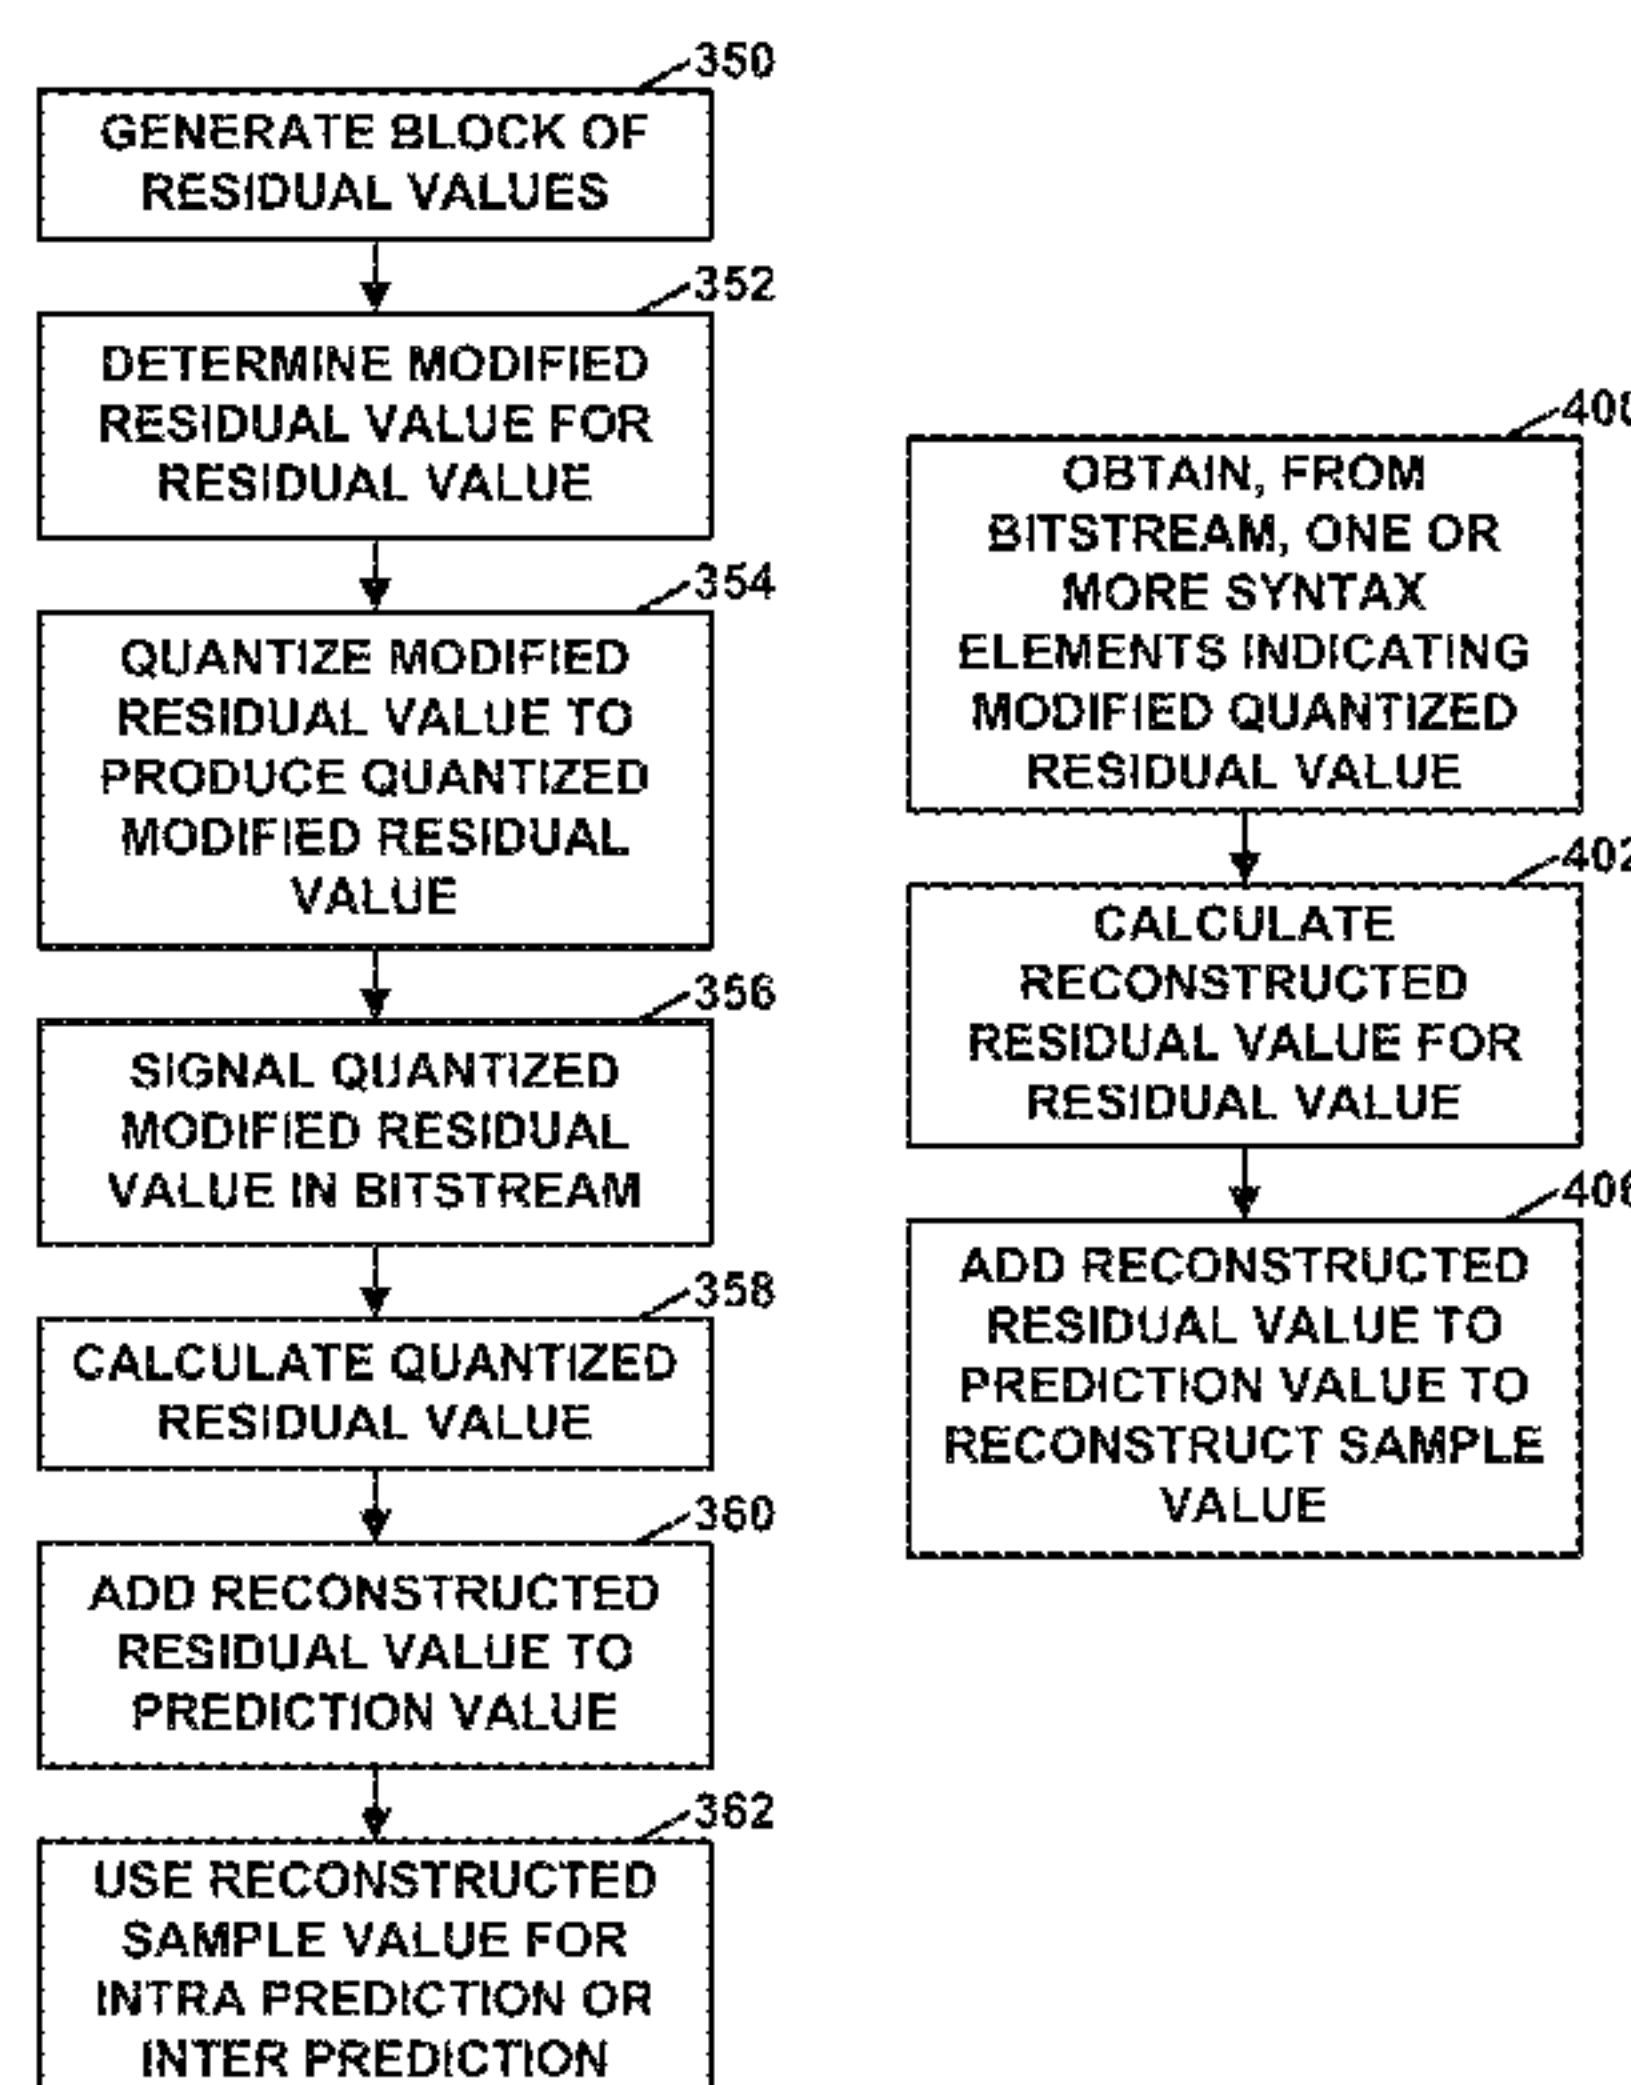 350
GENERATE BLOCK OF
RESIDUAL VALUES
352
DETERMINE MODIFIED
RESIDUAL VALUE FOR
RESIDUAL VALUE
354
QUANTIZE MODIFIED
RESIDUAL VALUE TO
PRODUCE QUANTIZED
MODIFIED RESIDUAL
VALUE
356
SIGNAL QUANTIZED
MODIFIED RESIDUAL
VALUE IN BITSTREAM
358
CALCULATE QUANTIZED
RESIDUAL VALUE
360
ADD RECONSTRUCTED
RESIDUAL VALUE TO
PREDICTION VALUE
362
USE RECONSTRUCTED
SAMPLE VALUE FOR
INTRA PREDICTION OR
INTER PREDICTION
400
OBTAIN, FROM
BITSTREAM, ONE OR
MORE SYNTAX
ELEMENTS INDICATING
MODIFIED QUANTIZED
RESIDUAL VALUE
402
CALCULATE
RECONSTRUCTED
RESIDUAL VALUE FOR
RESIDUAL VALUE
ADD RECONSTRUCTED
RESIDUAL VALUE TO
PREDICTION VALUE TO
RECONSTRUCT SAMPLE
VALUE